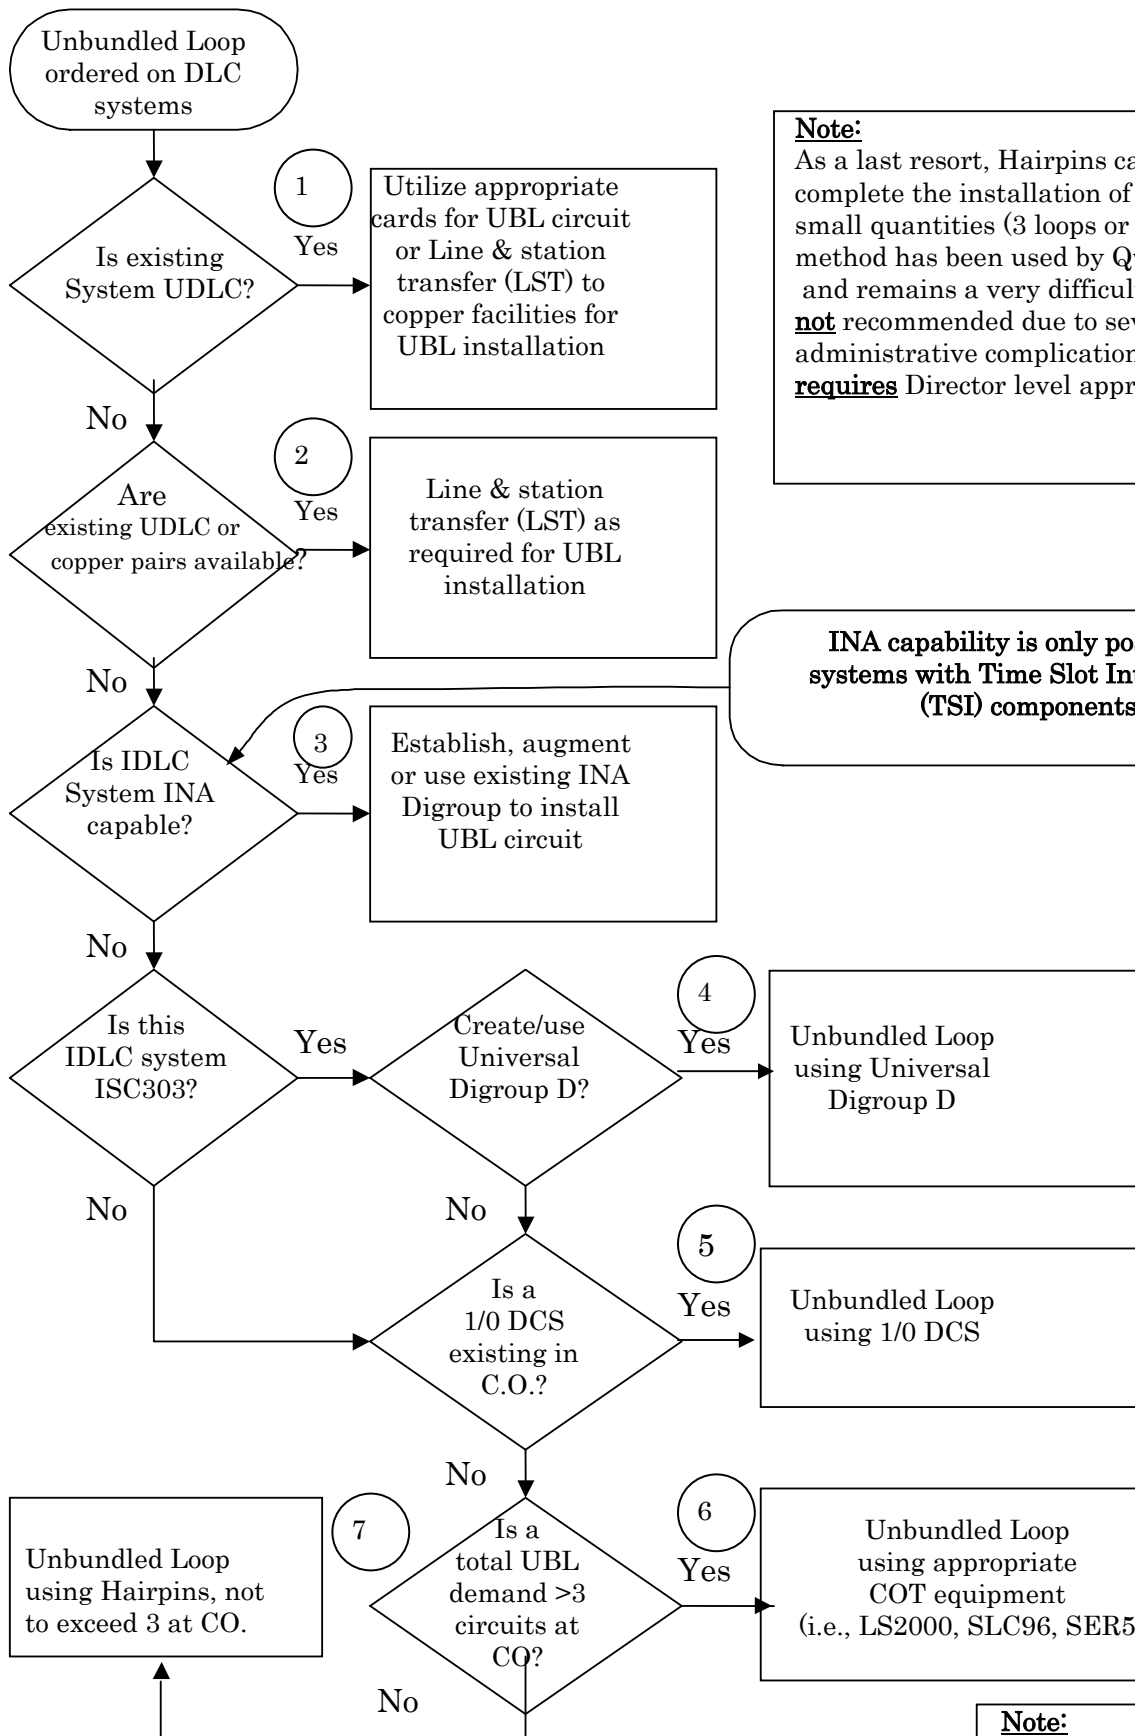 Unbundled Loop
ordered on DLC
systems
Is existing
System UDLC?
1
Yes
Utilize appropriate
cards for UBL circuit
or Line & station
transfer (LST) to
copper facilities for
UBL installation
Note:
As a last resort, Hairpins
complete the installation of
small quantities (3 loops or
method has been used by
and remains a very
not recommended due to
administrative
requires Director level
No
Are
existing UDLC or
copper pairs available?
2
Yes
Line & station
transfer (LST) as
required for UBL
installation
No
INA capability is only
systems with Time Slot
(TSI) components
Is IDLC
System INA
capable?
3
Yes
Establish, augment
or use existing INA
Digroup to install
UBL circuit
No
Is this
IDLC system
ISC303?
Yes
Create/use
Universal
Digroup D?
4
Yes
Unbundled Loop
using Universal
Digroup D
No
No
Is a
1/0 DCS
existing in
C.O.?
5
Yes
Unbundled Loop
using 1/0 DCS
No
Is a
total UBL
demand >3
circuits at
CO?
6
Yes
Unbundled Loop
using appropriate
COT equipment
(i.e., LS2000, SLC96,
7
Unbundled Loop
using Hairpins, not
to exceed 3 at CO.
No
Note: